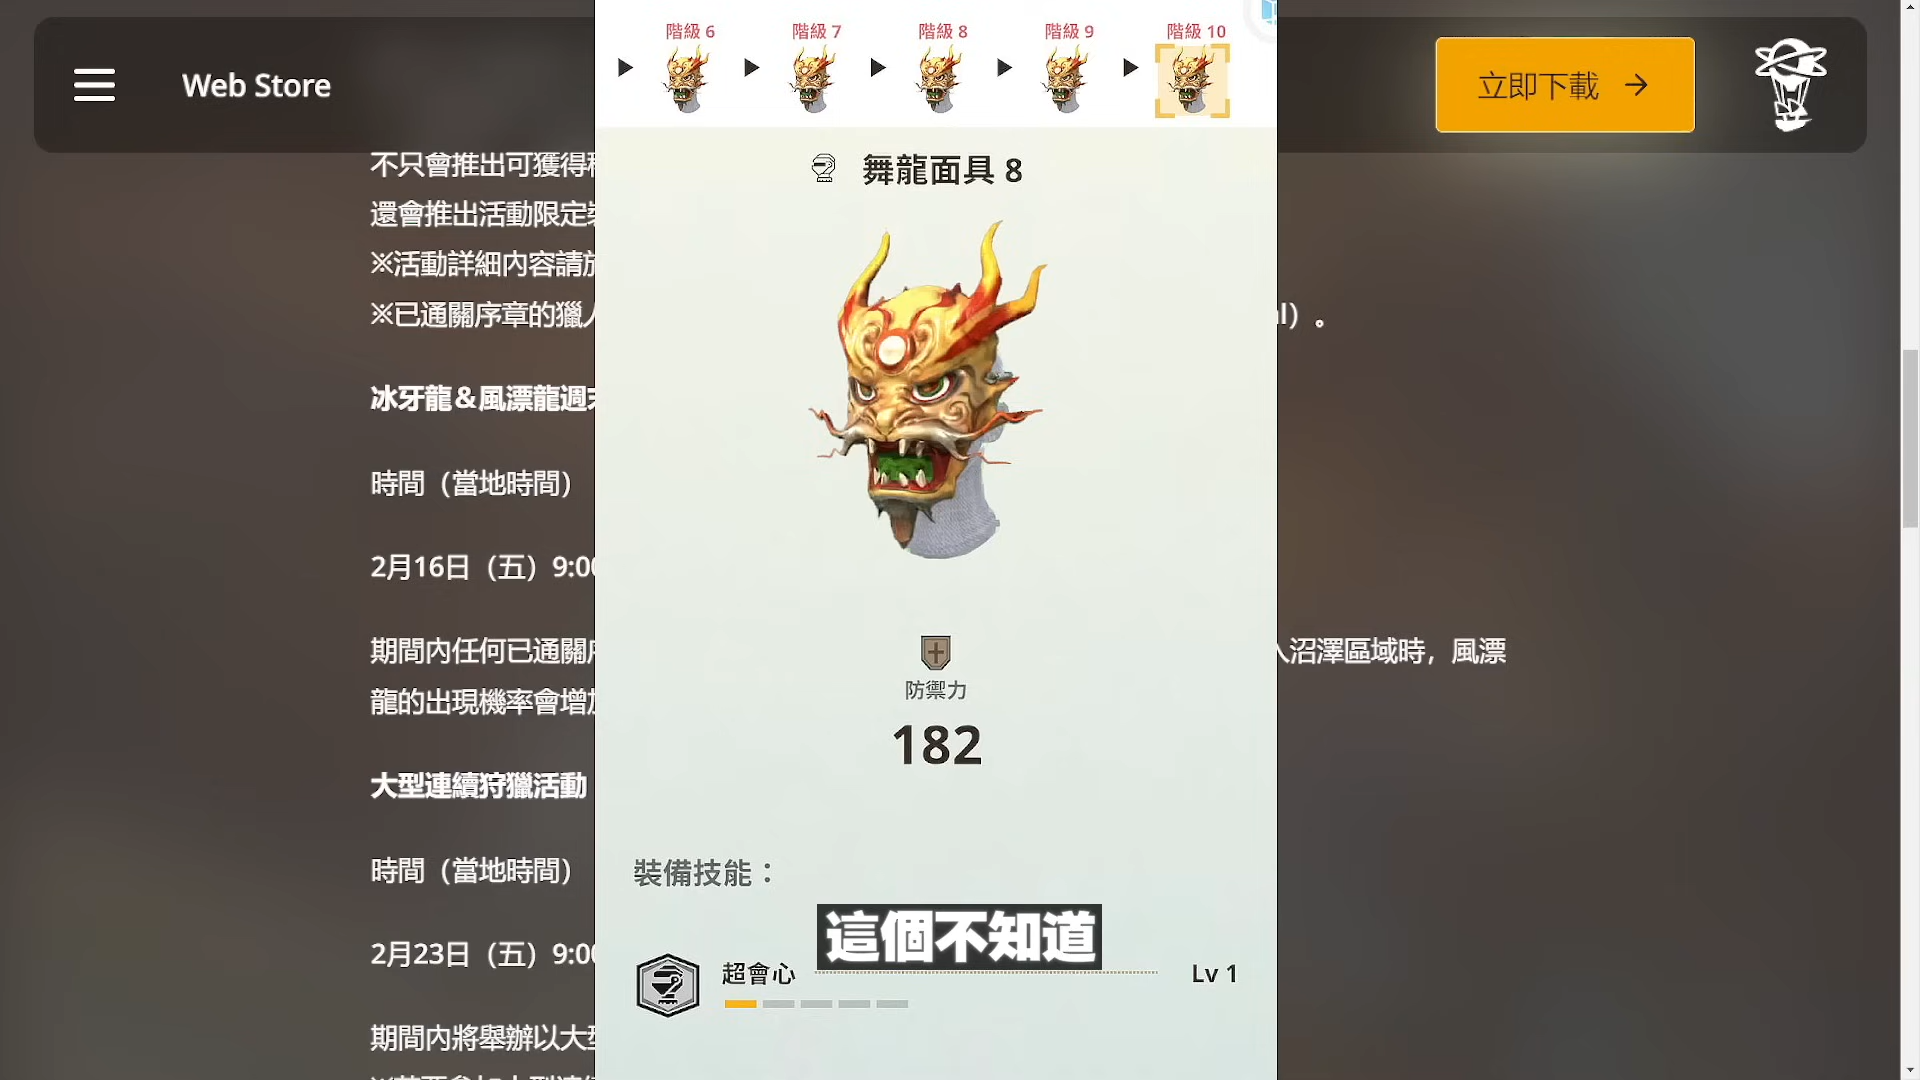 階級 6
階級 7
階級 8
階級 9
階級 10
Web Store
立即下載 →
不只會推出可獲得
舞龍面具 8
還會推出活動限定
※活動詳細內容請
※已通關序章的獵人
）。
冰牙龍＆風漂龍週
時間（當地時間）
2月16日（五）9:00
期間內任何已通關
入沼澤區域時，風漂
龍的出現機率會增
防禦力
182
大型連續狩獵活動
時間（當地時間）
裝備技能：
這個不知道
2月23日（五）9:00
超會心
Lv 1
期間內將舉辦以大型